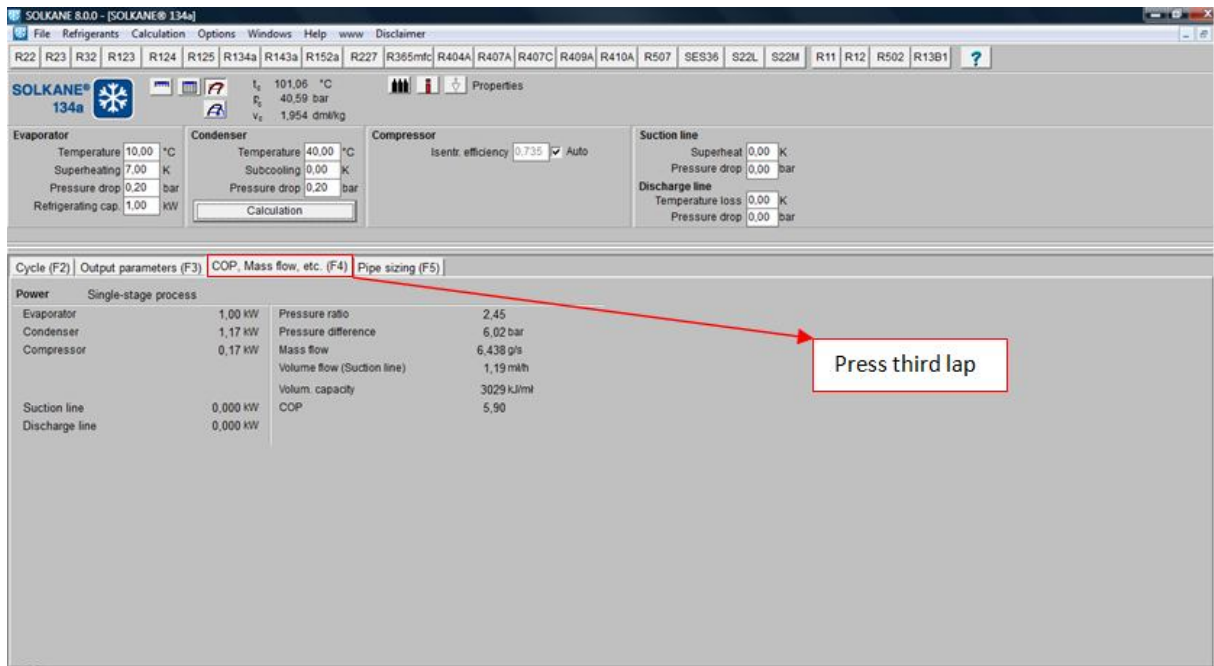 SOLKANE 8.0.0 - [SOLKANE® 134a]
File Refrigerants Calculation Options Windows Help www Disclaimer
R22 R23 R32 R123 R124 R125 R134a R143a R152a R227 R365mfc R404A R407A R407C R409A R410A R507 SES36 S22L S22M R11 R12 R502 R13B1 ?
SOLKANE® 134a
tc 101,06 °C
pc 40,59 bar
vc 1,954 dmł/kg
Properties
Evaporator
Temperature 10,00 °C
Superheating 7,00 K
Pressure drop 0,20 bar
Refrigerating cap. 1,00 kW
Condenser
Temperature 40,00 °C
Subcooling 0,00 K
Pressure drop 0,20 bar
Calculation
Compressor
Isentr. efficiency 0,735 Auto
Suction line
Superheat 0,00 K
Pressure drop 0,00 bar
Discharge line
Temperature loss 0,00 K
Pressure drop 0,00 bar
Cycle (F2) Output parameters (F3) COP, Mass flow, etc. (F4) Pipe sizing (F5)
Power Single-stage process
Evaporator 1,00 kW Pressure ratio 2,45
Condenser 1,17 kW Pressure difference 6,02 bar
Compressor 0,17 kW Mass flow 6,438 g/s
Volume flow (Suction line) 1,19 mł/h
Volum. capacity 3029 kJ/mł
Suction line 0,000 kW COP 5,90
Discharge line 0,000 kW
Press third lap